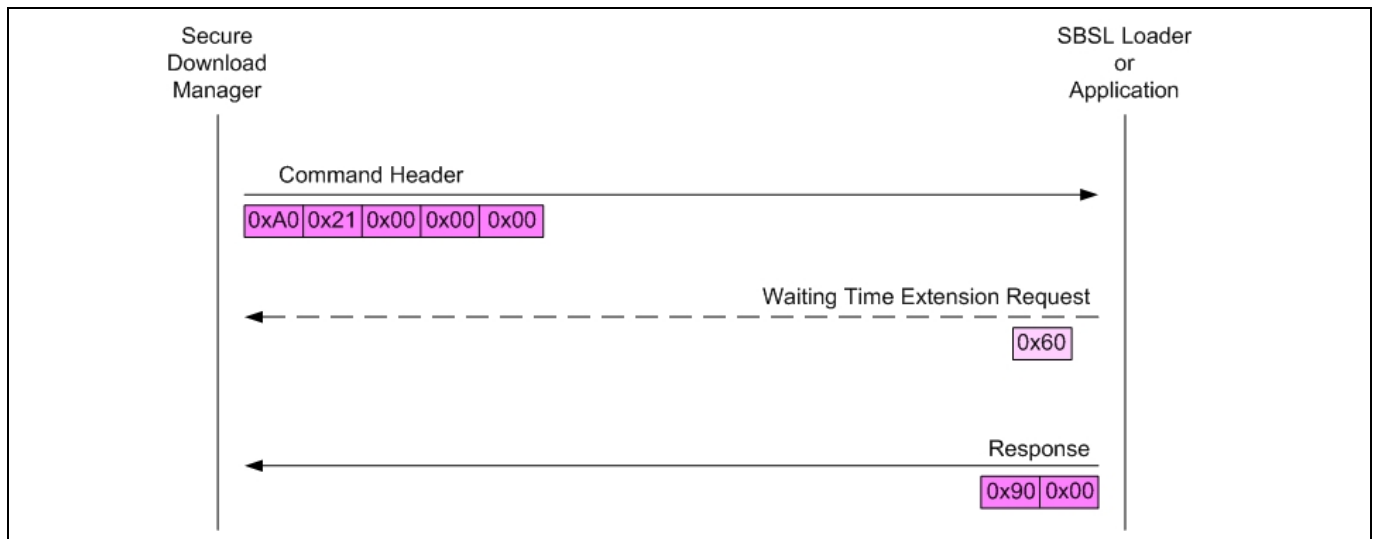 Secure
Download
Manager
SBSL Loader
or
Application
Command Header
0xA0 0x21 0x00 0x00 0x00
Waiting Time Extension Request
0x60
Response
0x90 0x00